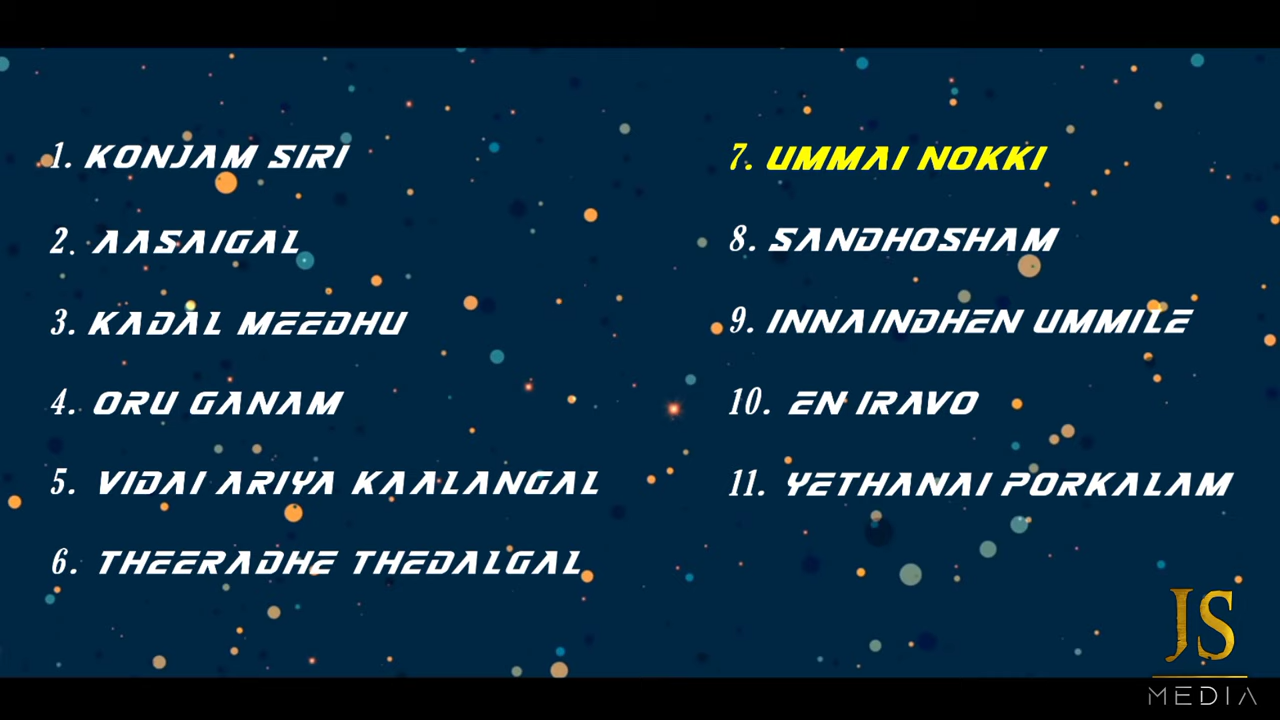 1. KONJAM SIRI
2. AASAIGAL
3. KADAL MEEDHU
4. ORU GANAM
5. VIDAI ARIYA KAALANGAL
6. THEERADHE THEDALGAL
7. UMMAI NOKKI
8. SANDHOSHAM
9. INNAINDHEN UMMILE
10. EN IRAVO
11. YETHANAI PORKALAM
JS
MEDIA